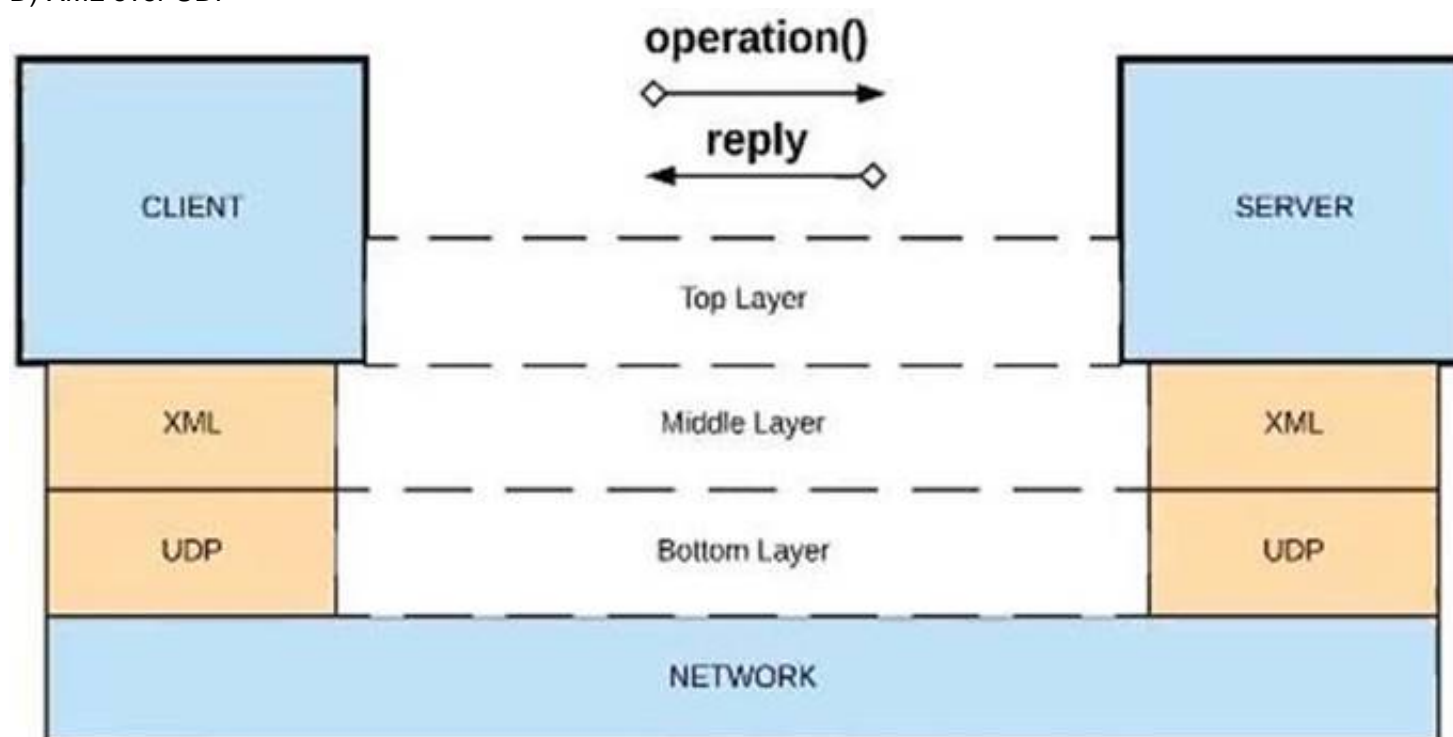 operation()
reply
CLIENT
SERVER
Top Layer
XML
Middle Layer
XML
UDP
Bottom Layer
UDP
NETWORK